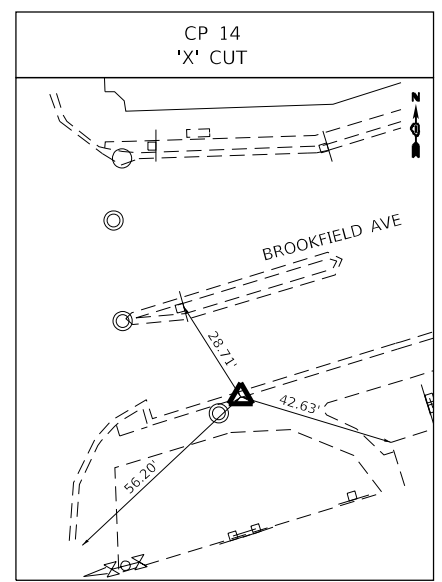 CP 14
'X' CUT
N
BROOKFIELD AVE
28.71'
42.63'
56.20'